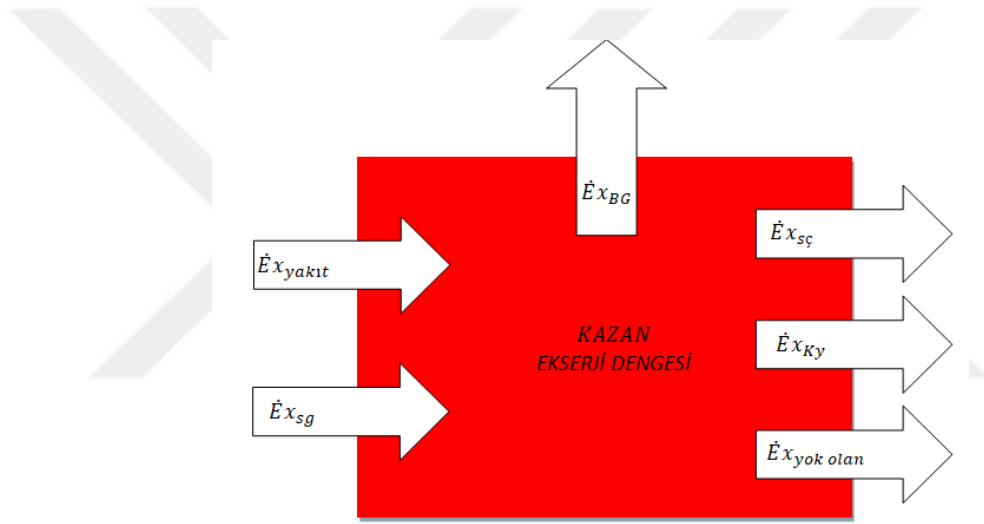 Ėx_BG
Ėx_yakıt
Ėx_sç
KAZAN
EKSERJİ DENGESİ
Ėx_Ky
Ėx_sg
Ėx_yok olan